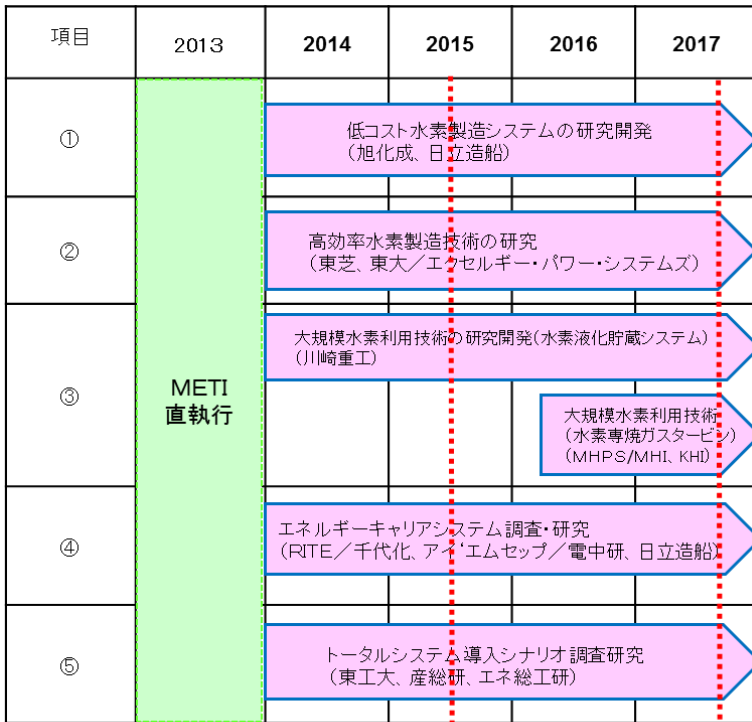 項目
2013
2014
2015
2016
2017
METI
直執行
①
低コスト水素製造システムの研究開発
(旭化成、日立造船)
②
高効率水素製造技術の研究
(東芝、東大/エクセルギー・パワー・システムズ)
③
大規模水素利用技術の研究開発(水素液化貯蔵システム)
(川崎重工)
大規模水素利用技術
(水素専焼ガスタービン)
(MHPS/MHI、KHI)
④
エネルギーキャリアシステム調査・研究
(RITE/千代化、アイ‘エムセップ/電中研、日立造船)
⑤
トータルシステム導入シナリオ調査研究
(東工大、産総研、エネ総工研)